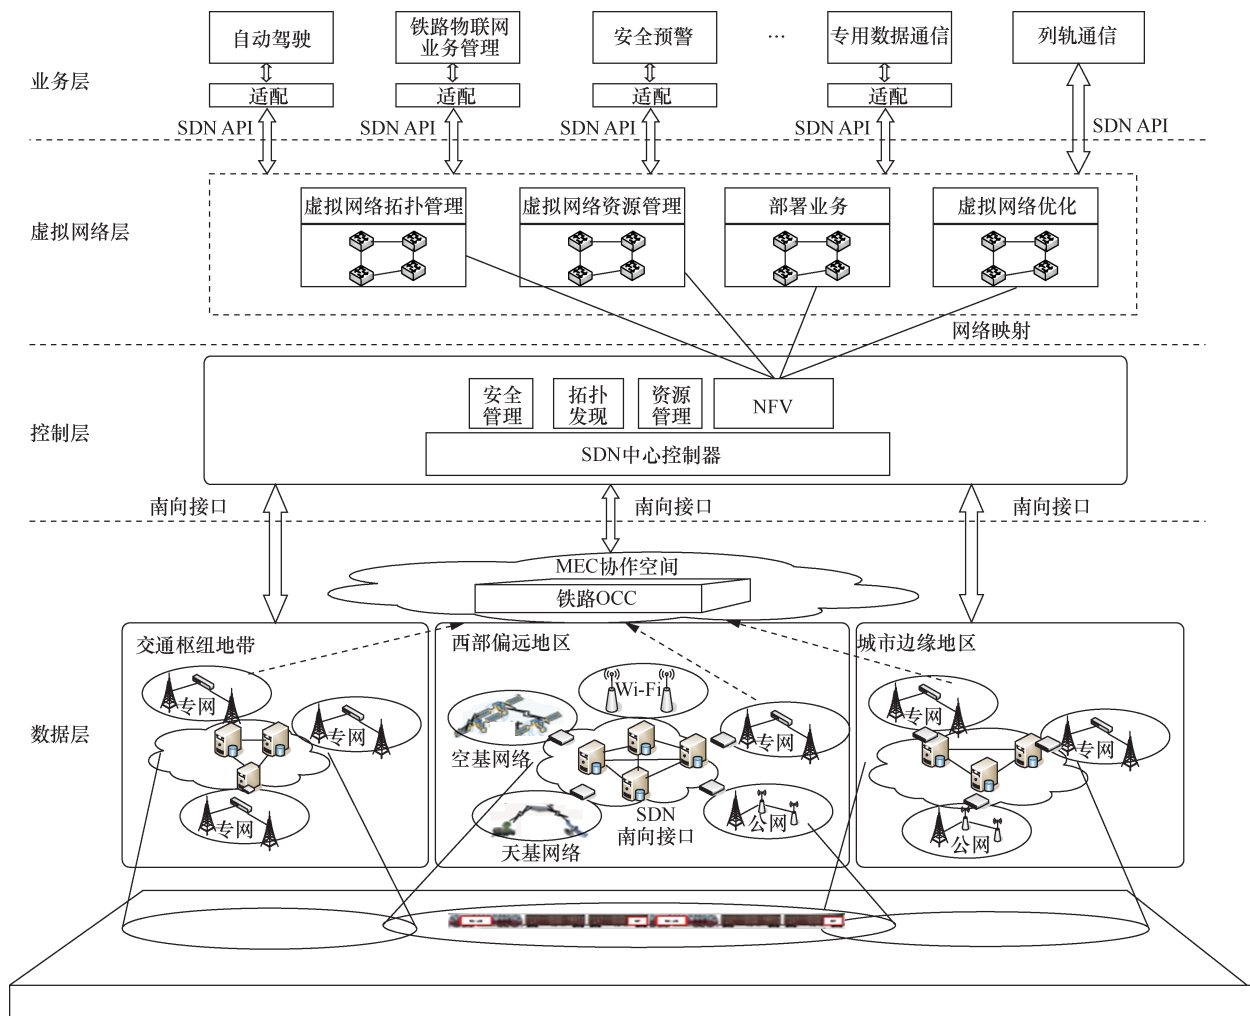 自动驾驶
铁路物联网
业务管理
安全预警
…
专用数据通信
列轨通信
业务层
适配
适配
适配
适配
SDN API
SDN API
SDN API
SDN API
SDN API
虚拟网络层
虚拟网络拓扑管理
虚拟网络资源管理
部署业务
虚拟网络优化
网络映射
控制层
安全
管理
拓扑
发现
资源
管理
NFV
SDN中心控制器
南向接口
南向接口
南向接口
MEC协作空间
铁路OCC
数据层
交通枢纽地带
专网
专网
专网
西部偏远地区
Wi-Fi
空基网络
专网
天基网络
SDN
南向接口
公网
城市边缘地区
专网
专网
公网